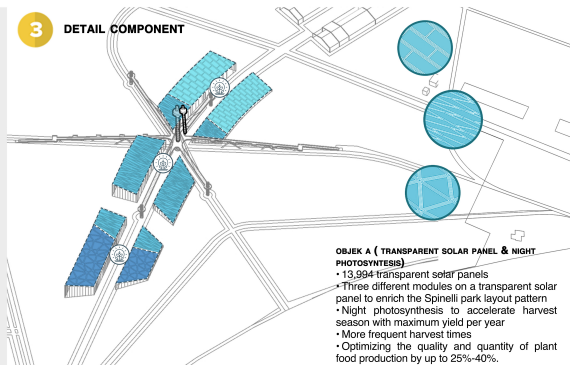 3
DETAIL COMPONENT
OBJEK A ( TRANSPARENT SOLAR PANEL & NIGHT
PHOTOSYNTESIS)
• 13,994 transparent solar panels
•Three different modules on a transparent solar
panel to enrich the Spinelli park layout pattern
•Night photosynthesis to accelerate harvest
season with maximum yield per year
• More frequent harvest times
•Optimizing the quality and quantity of plant
food production by up to 25%-40%.